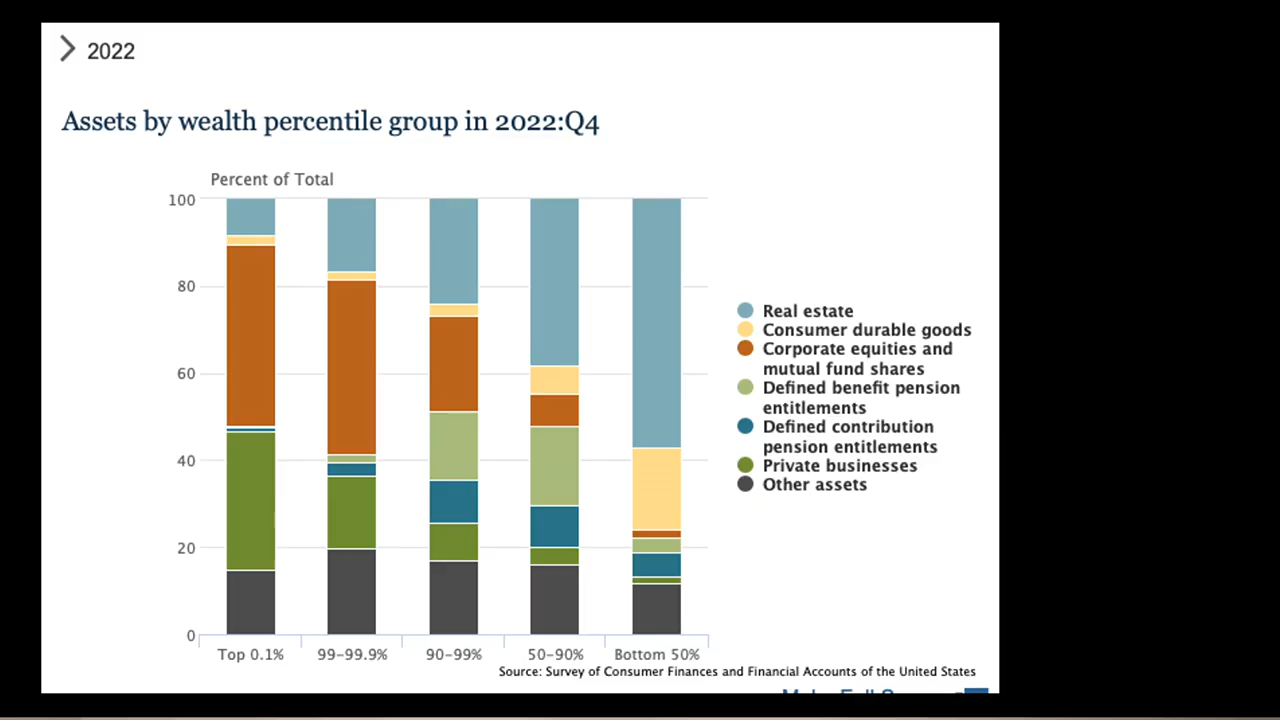 2022
Assets by wealth percentile group in 2022:Q4
Percent of Total
100
80
60
40
20
0
Top 0.1%
99-99.9%
90-99%
50-90%
Bottom 50%
Real estate
Consumer durable goods
Corporate equities and
mutual fund shares
Defined benefit pension
entitlements
Defined contribution
pension entitlements
Private businesses
Other assets
Source: Survey of Consumer Finances and Financial Accounts of the United States